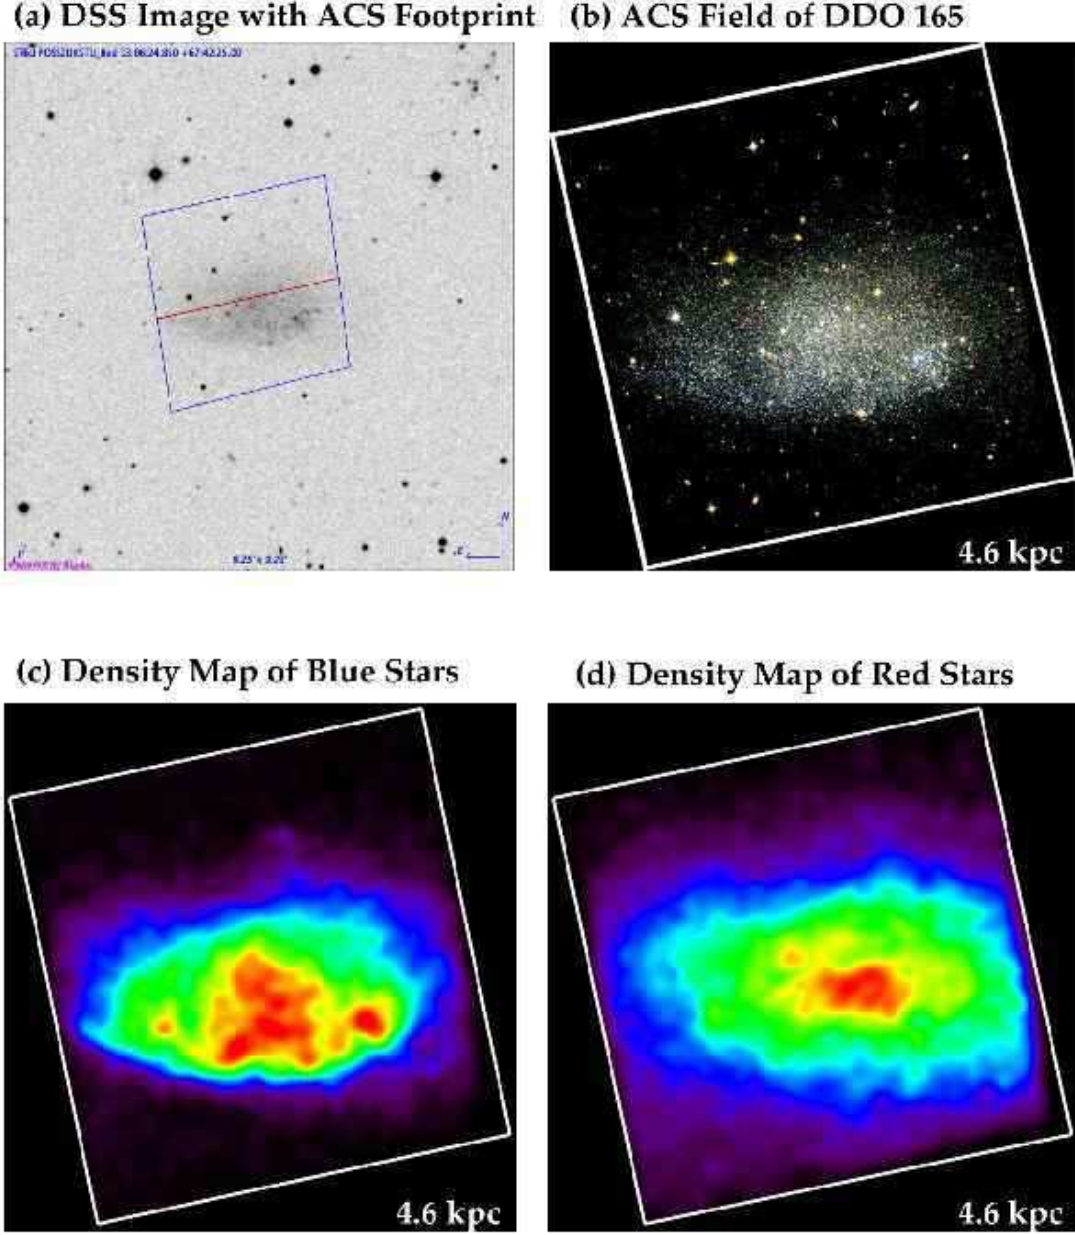 (a) DSS Image with ACS Footprint
(b) ACS Field of DDO 165
N
E
4.6 kpc
(c) Density Map of Blue Stars
(d) Density Map of Red Stars
4.6 kpc
4.6 kpc